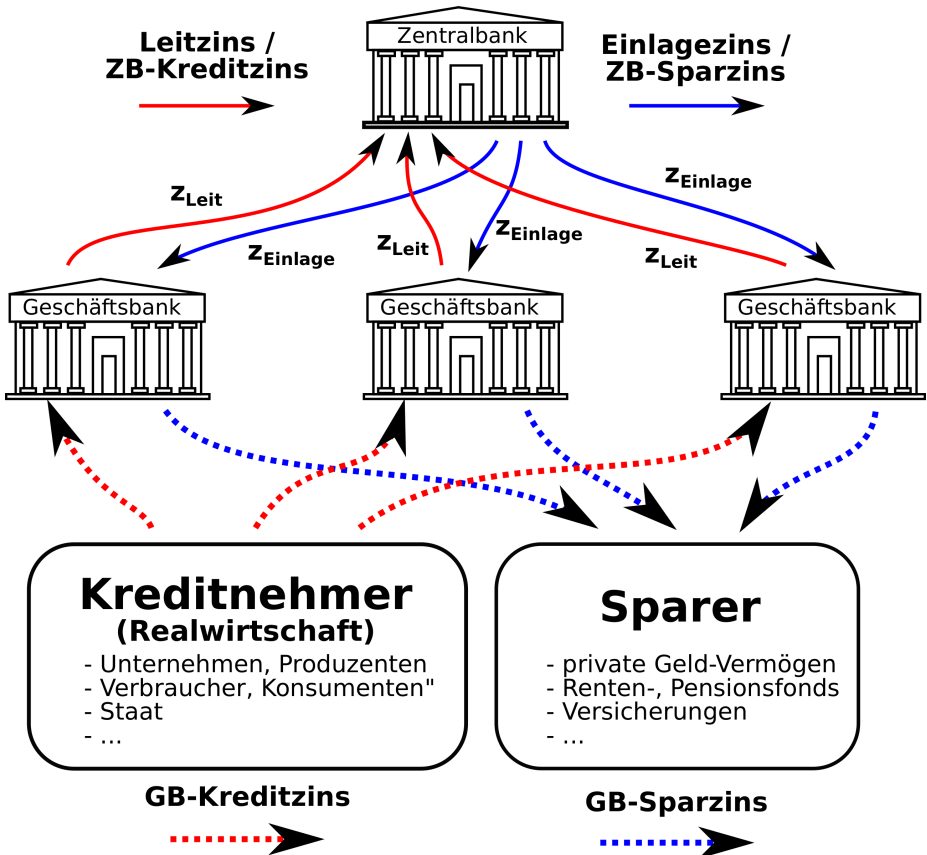 Zentralbank
Leitzins /
ZB-Kreditzins
Einlagezins /
ZB-Sparzins
zLeit
zEinlage
zLeit
zEinlage
zEinlage
zLeit
Geschäftsbank
Geschäftsbank
Geschäftsbank
Kreditnehmer
(Realwirtschaft)
- Unternehmen, Produzenten
- Verbraucher, Konsumenten"
- Staat
- ...
Sparer
- private Geld-Vermögen
- Renten-, Pensionsfonds
- Versicherungen
- ...
GB-Kreditzins
GB-Sparzins